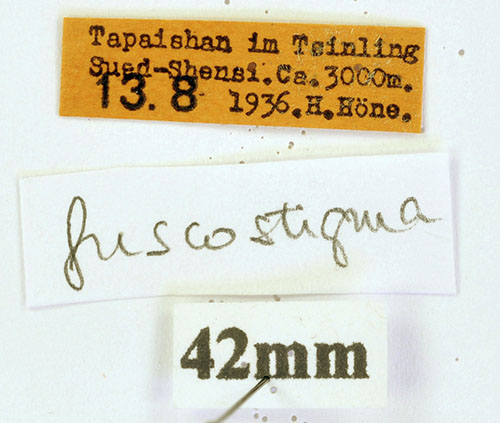 Tapaishan im Tsinling
Sued-Shensi.Ca.3000m.
13.8 1936.H.Höne.
fuscostigma
42mm